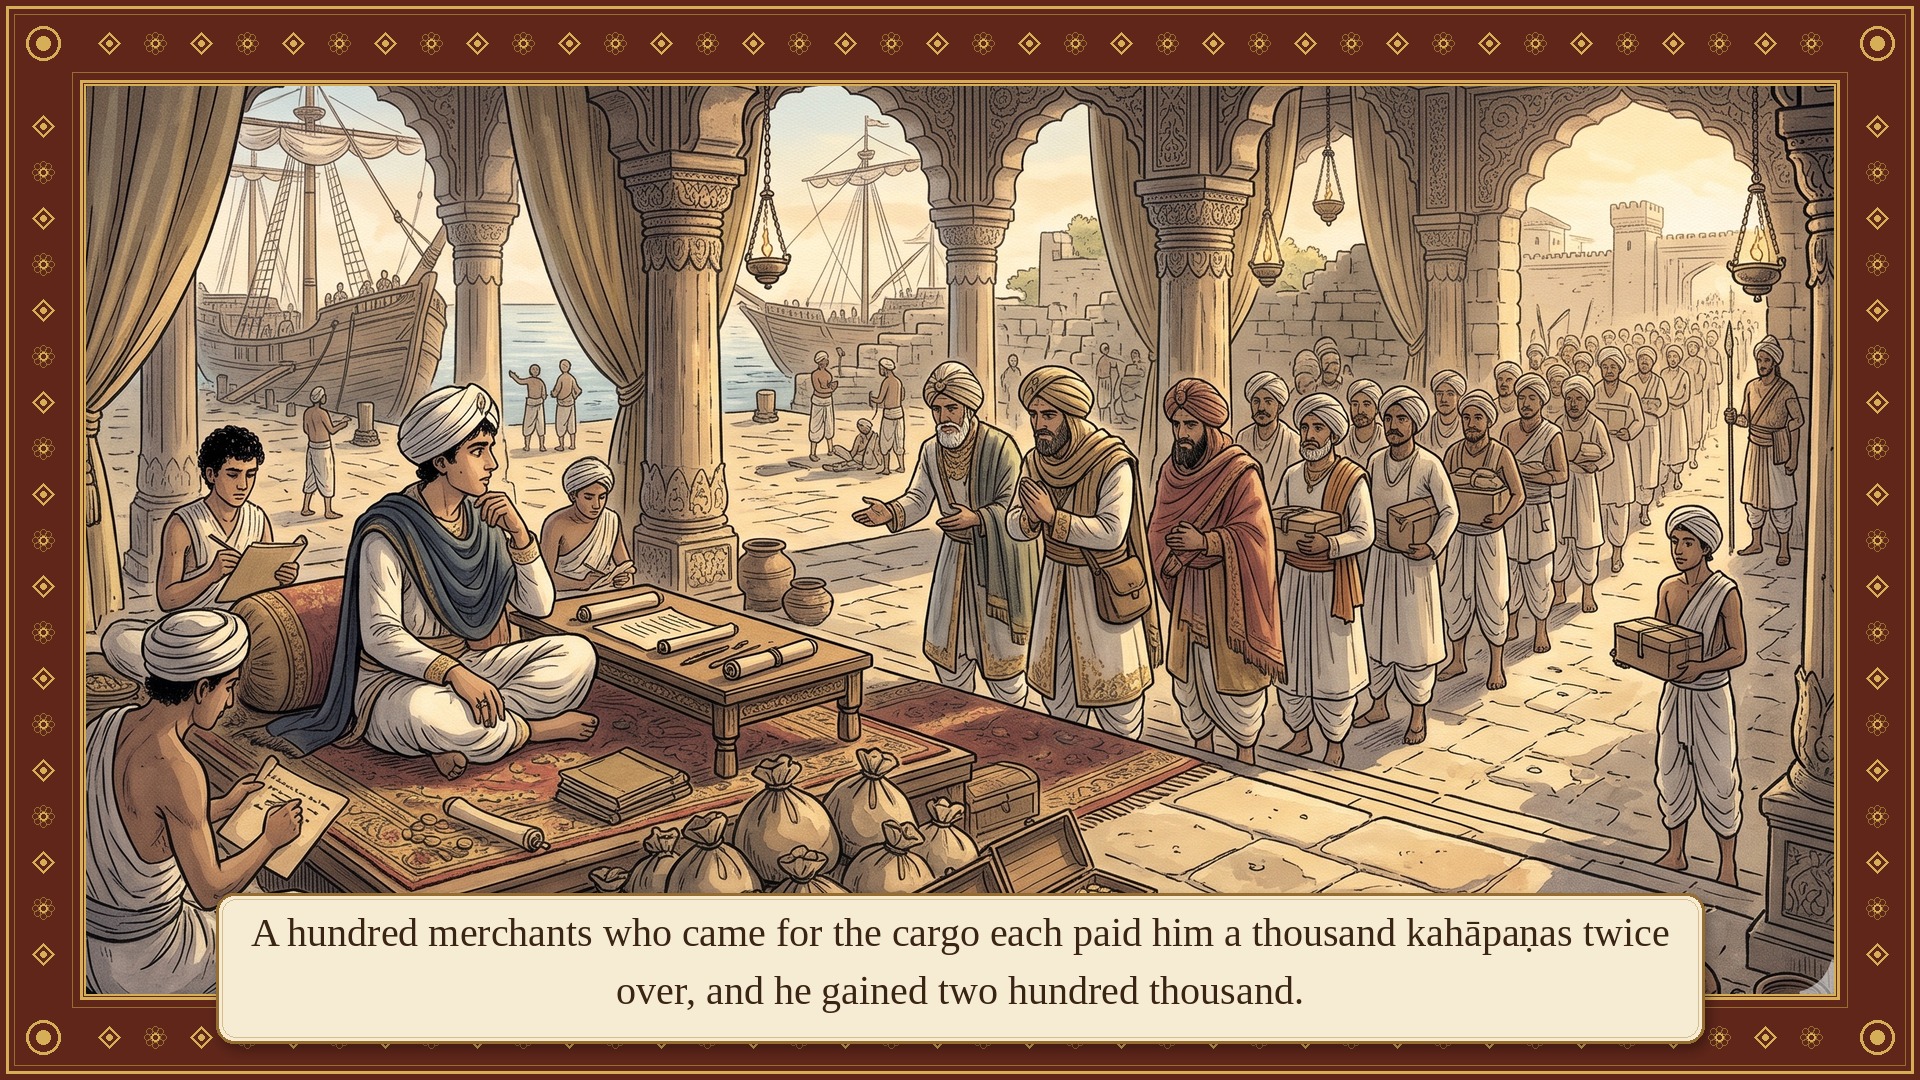 A hundred merchants who came for the cargo each paid him a thousand kahāpaṇas twice
over, and he gained two hundred thousand.